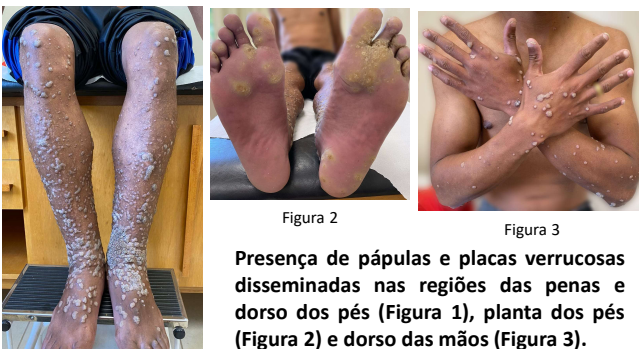 Figura 2
Figura 3
Presença de pápulas e placas verrucosas
disseminadas nas regiões das penas e
dorso dos pés (Figura 1), planta dos pés
(Figura 2) e dorso das mãos (Figura 3).